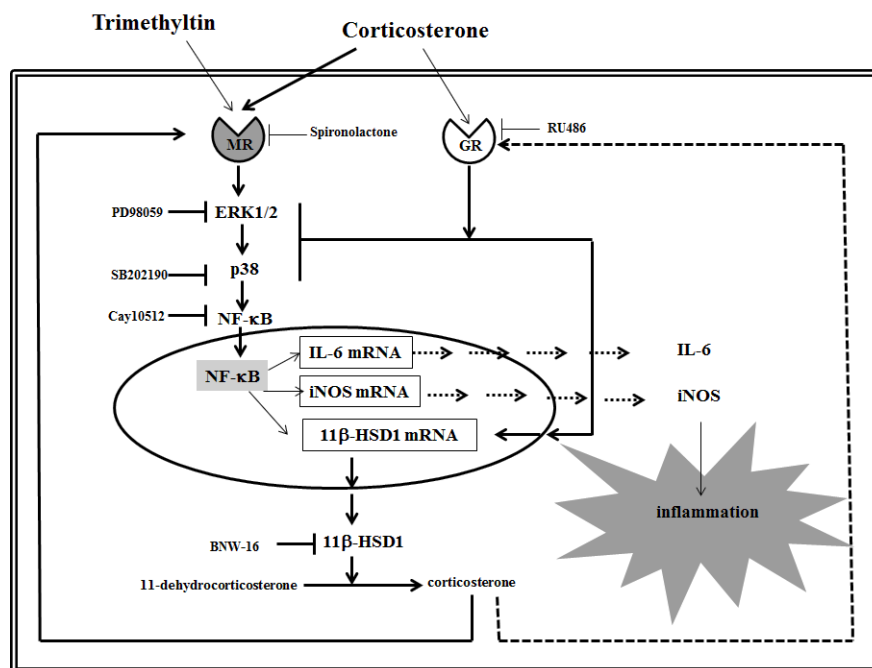 Trimethyltin
Corticosterone
MR
Spironolactone
GR
RU486
PD98059
ERK1/2
SB202190
p38
Cay10512
NF-κB
NF-κB
IL-6 mRNA
IL-6
iNOS mRNA
iNOS
11β-HSD1 mRNA
inflammation
BNW-16
11β-HSD1
11-dehydrocorticosterone
corticosterone